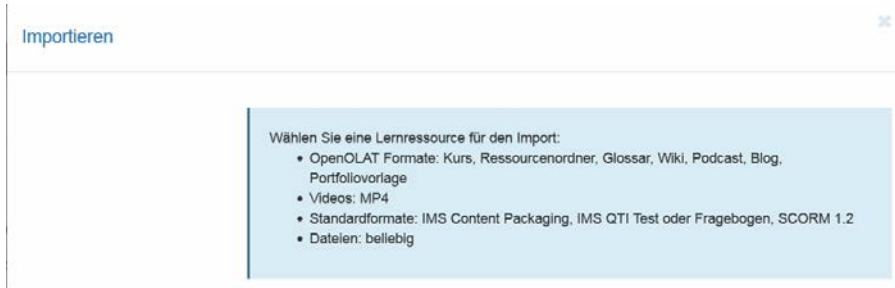 Importieren
Wählen Sie eine Lernressource für den Import:
• OpenOLAT Formate: Kurs, Ressourcenordner, Glossar, Wiki, Podcast, Blog,
Portfoliovorlage
• Videos: MP4
• Standardformate: IMS Content Packaging, IMS QTI Test oder Fragebogen, SCORM 1.2
• Dateien: beliebig